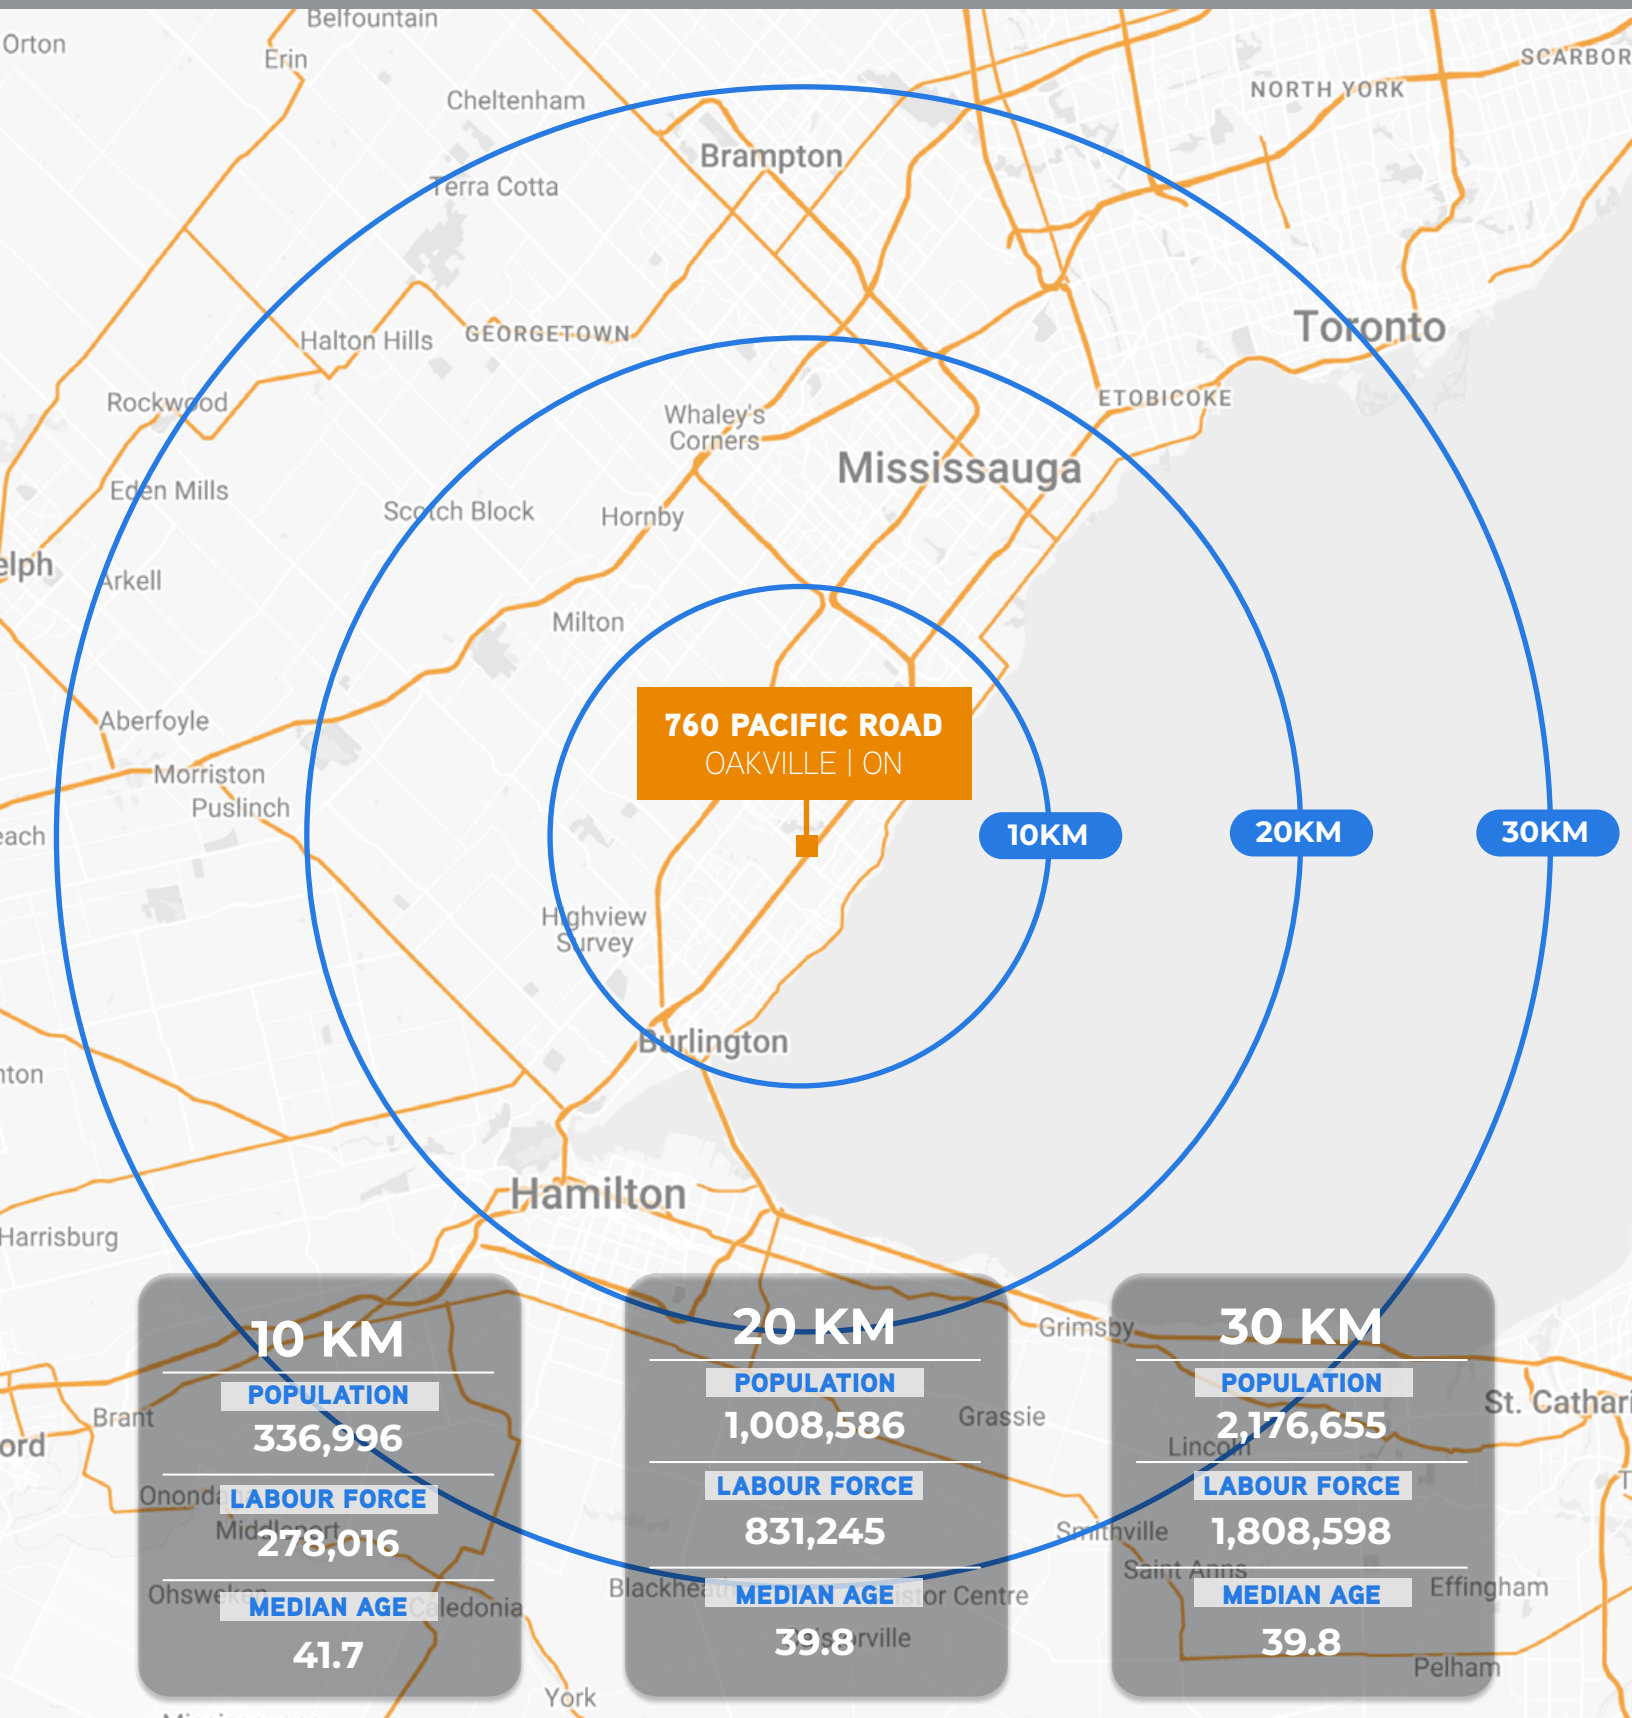 Belfountain
Orton
Erin
SCARBOR
NORTH YORK
Cheltenham
Brampton
Terra Cotta
Toronto
Halton Hills
GEORGETOWN
ETOBICOKE
Rockwood
Whaley's
Corners
Mississauga
Eden Mills
Scotch Block
Hornby
elph
Arkell
Milton
760 PACIFIC ROAD
OAKVILLE | ON
Aberfoyle
Morriston
Puslinch
each
10KM
20KM
30KM
Highview
Survey
Burlington
nton
Hamilton
Harrisburg
Grimsby
10 KM
POPULATION
336,996
LABOUR FORCE
278,016
MEDIAN AGE
41.7
20 KM
POPULATION
1,008,586
LABOUR FORCE
831,245
MEDIAN AGE
39.8
30 KM
POPULATION
2,176,655
LABOUR FORCE
1,808,598
MEDIAN AGE
39.8
Brant
ord
Grassie
Lincoln
St. Cathari
Middleport
Smithville
Saint Anns
Effingham
Blackheath
or Centre
Pelham
York